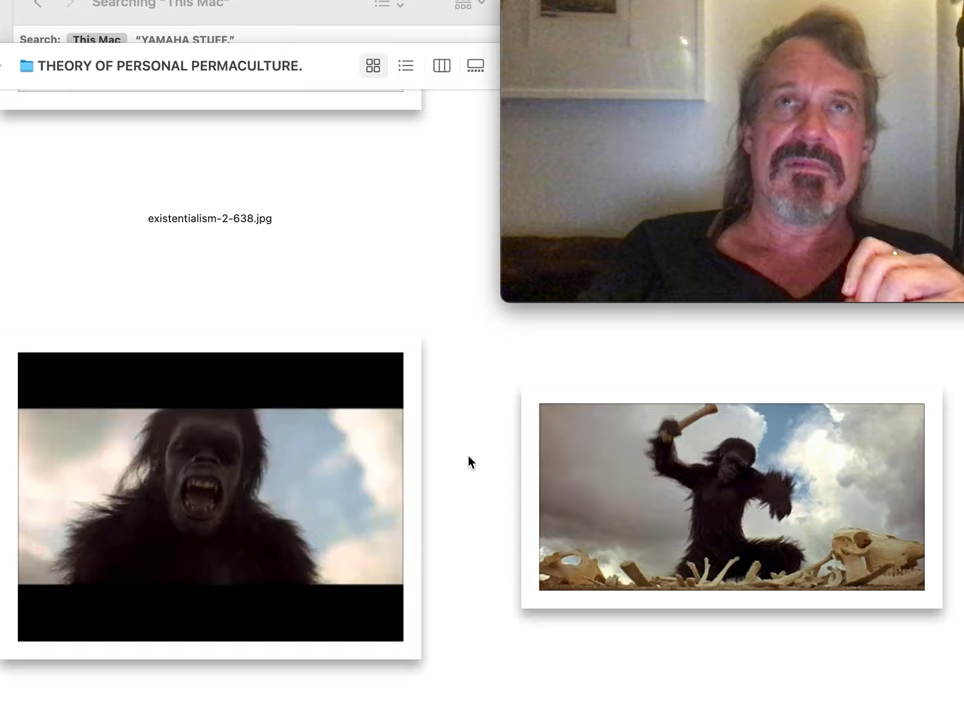 Searching "This Mac"
Search: This Mac "YAMAHA STUFF."
THEORY OF PERSONAL PERMACULTURE.
existentialism-2-638.jpg